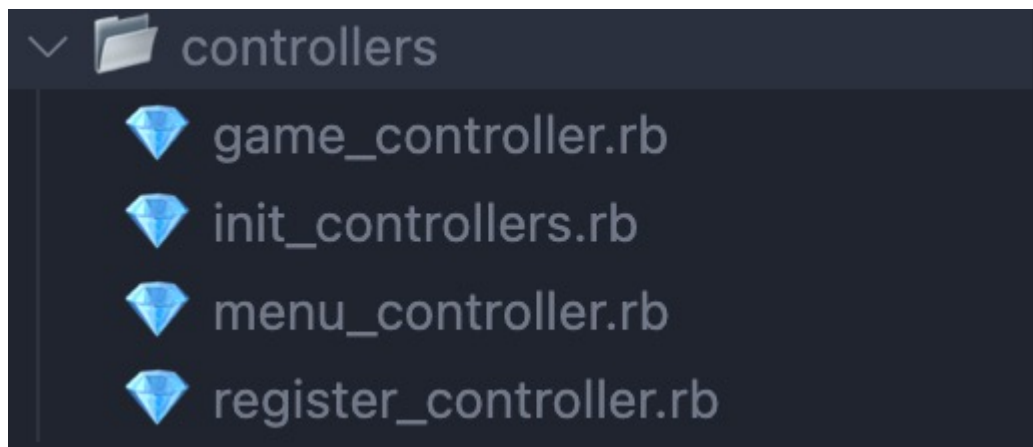 controllers
game_controller.rb
init_controllers.rb
menu_controller.rb
register_controller.rb